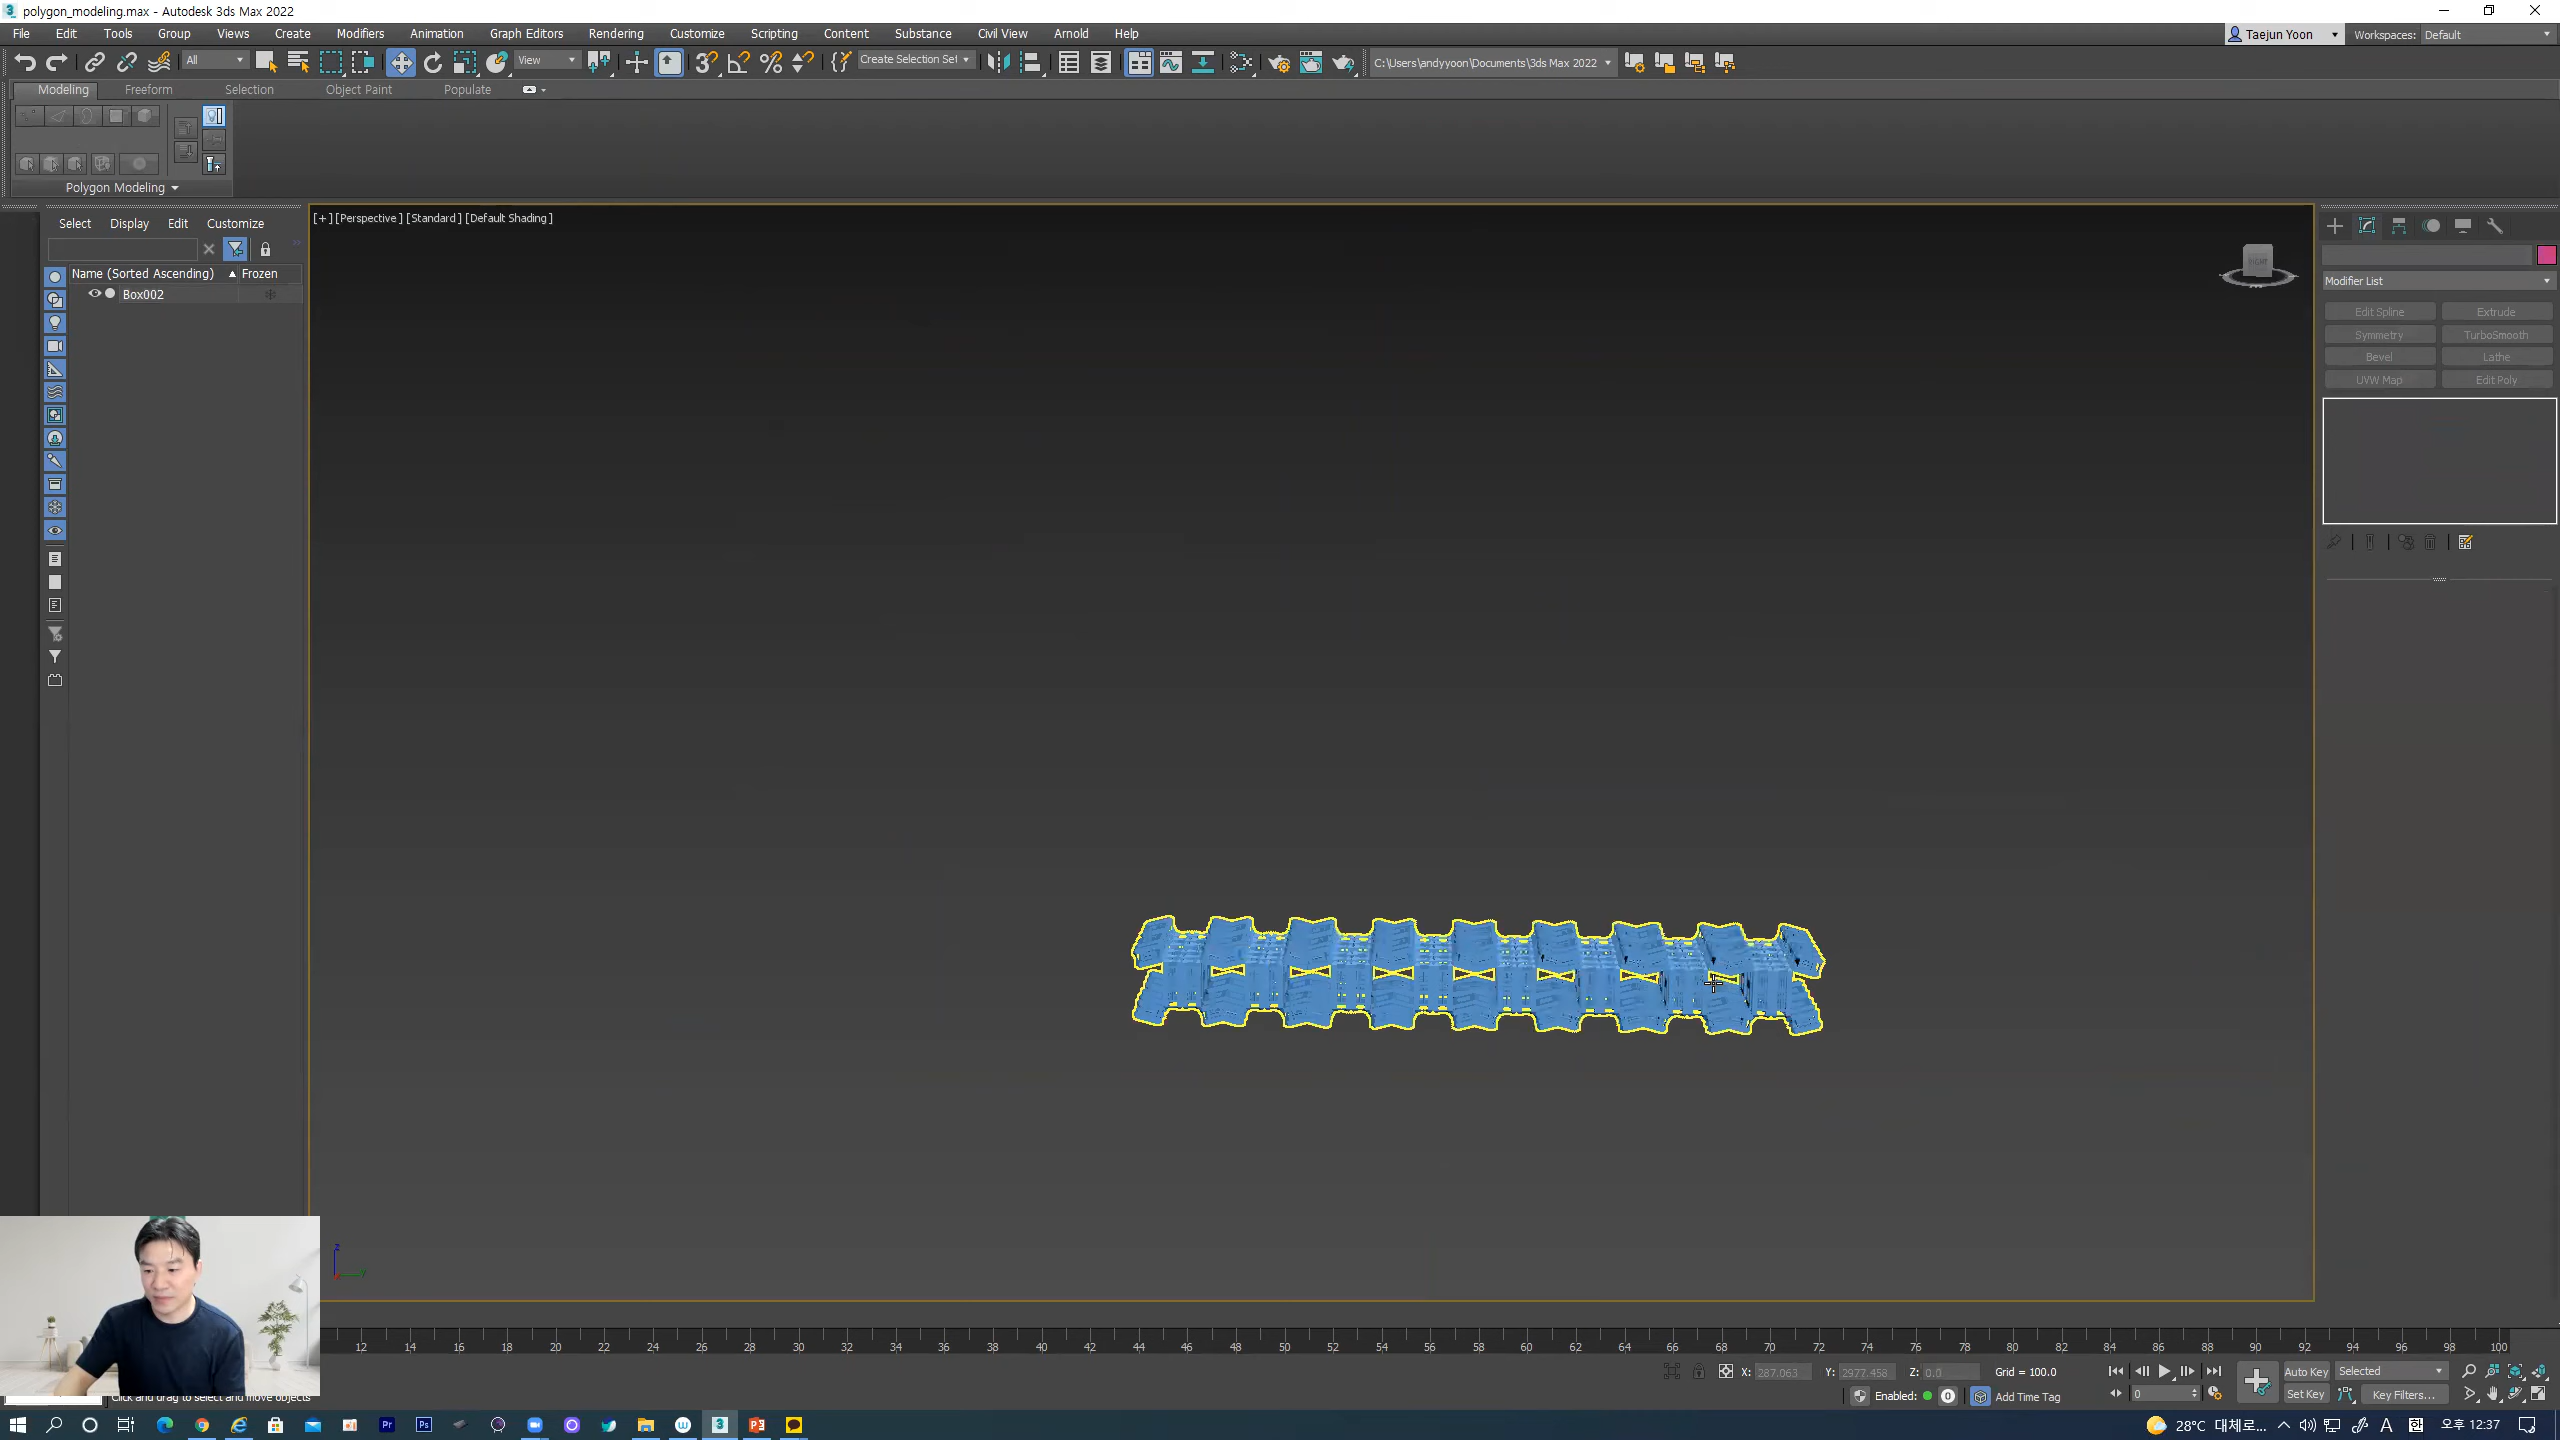 polygon_modeling.max - Autodesk 3ds Max 2022
File Edit Tools Group Views Create Modifiers Animation Graph Editors Rendering Customize Scripting Content Substance Civil View Arnold Help
Taejun Yoon Workspaces: Default
All View Create Selection Set C:\Users\andyyoon\Documents\3ds Max 2022
Modeling Freeform Selection Object Paint Populate
Polygon Modeling
Select Display Edit Customize
[+] [Perspective] [Standard] [Default Shading]
Name (Sorted Ascending) Frozen
Box002
RIGHT
Modifier List
Edit Spline Extrude
Symmetry TurboSmooth
Bevel Lathe
UVW Map Edit Poly
z
12 14 16 18 20 22 24 26 28 30 32 34 36 38 40 42 44 46 48 50 52 54 56 58 60 62 64 66 68 70 72 74 76 78 80 82 84 86 88 90 92 94 96 98 100
X: 287.063 Y: 2977.458 Z: 0.0 Grid = 100.0 Auto Key Selected
Click and drag to select and move objects Enabled: 0 Add Time Tag 0 Set Key Key Filters...
28°C 대체로... A 한 오후 12:37